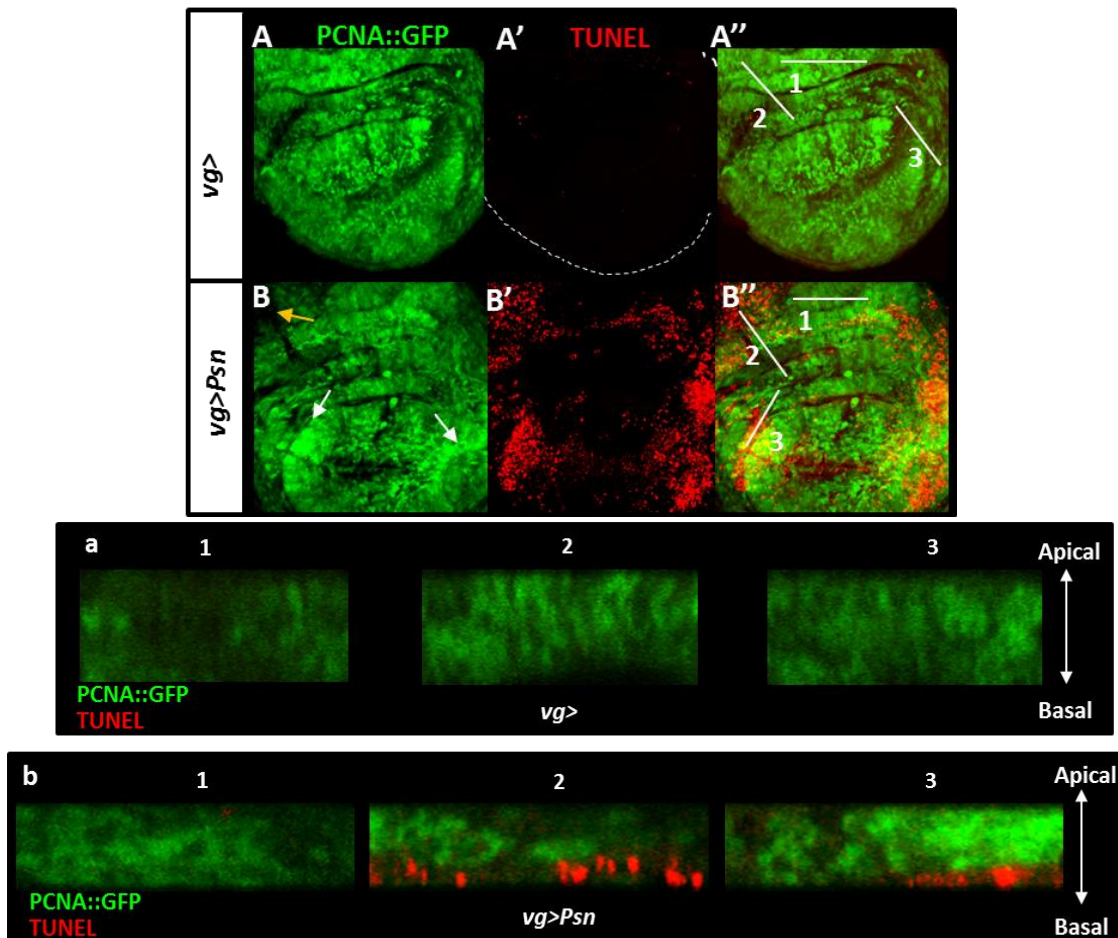 PCNA::GFP TUNEL
A A' A''
vg>
1
2
3
B B' B''
vg>Psn
1
2
3
a 1 2 3 Apical
PCNA::GFP
TUNEL vg> Basal
b 1 2 3 Apical
PCNA::GFP
TUNEL vg>Psn Basal